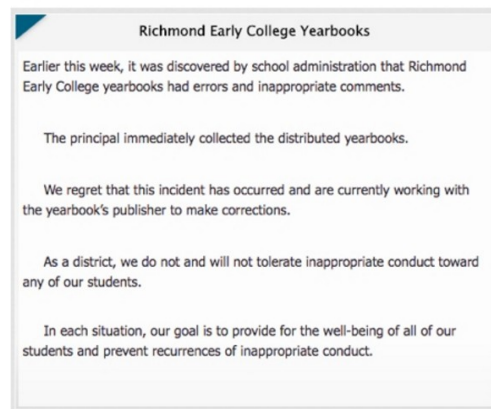 Richmond Early College Yearbooks
Earlier this week, it was discovered by school administration that Richmond
Early College yearbooks had errors and inappropriate comments.
The principal immediately collected the distributed yearbooks.
We regret that this incident has occurred and are currently working with
the yearbook's publisher to make corrections.
As a district, we do not and will not tolerate inappropriate conduct toward
any of our students.
In each situation, our goal is to provide for the well-being of all of our
students and prevent recurrences of inappropriate conduct.